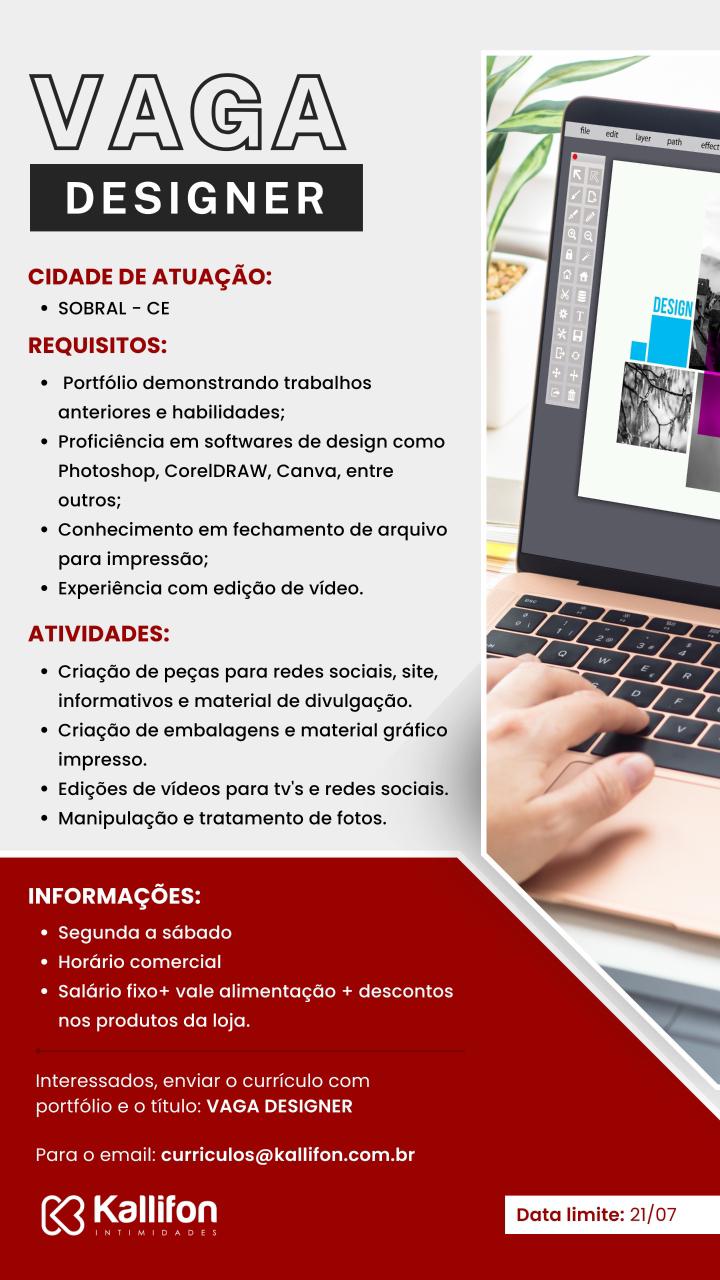 VAGA
DESIGNER
CIDADE DE ATUAÇÃO:
• SOBRAL - CE
REQUISITOS:
• Portfólio demonstrando trabalhos
anteriores e habilidades;
• Proficiência em softwares de design como
Photoshop, CorelDRAW, Canva, entre
outros;
• Conhecimento em fechamento de arquivo
para impressão;
• Experiência com edição de vídeo.
ATIVIDADES:
• Criação de peças para redes sociais, site,
informativos e material de divulgação.
• Criação de embalagens e material gráfico
impresso.
• Edições de vídeos para tv's e redes sociais.
• Manipulação e tratamento de fotos.
INFORMAÇÕES:
• Segunda a sábado
• Horário comercial
• Salário fixo+ vale alimentação + descontos
nos produtos da loja.
Interessados, enviar o currículo com
portfólio e o título: VAGA DESIGNER
Para o email: curriculos@kallifon.com.br
Kallifon
INTIMIDADES
Data limite: 21/07
file edit layer path effect
DESIGN